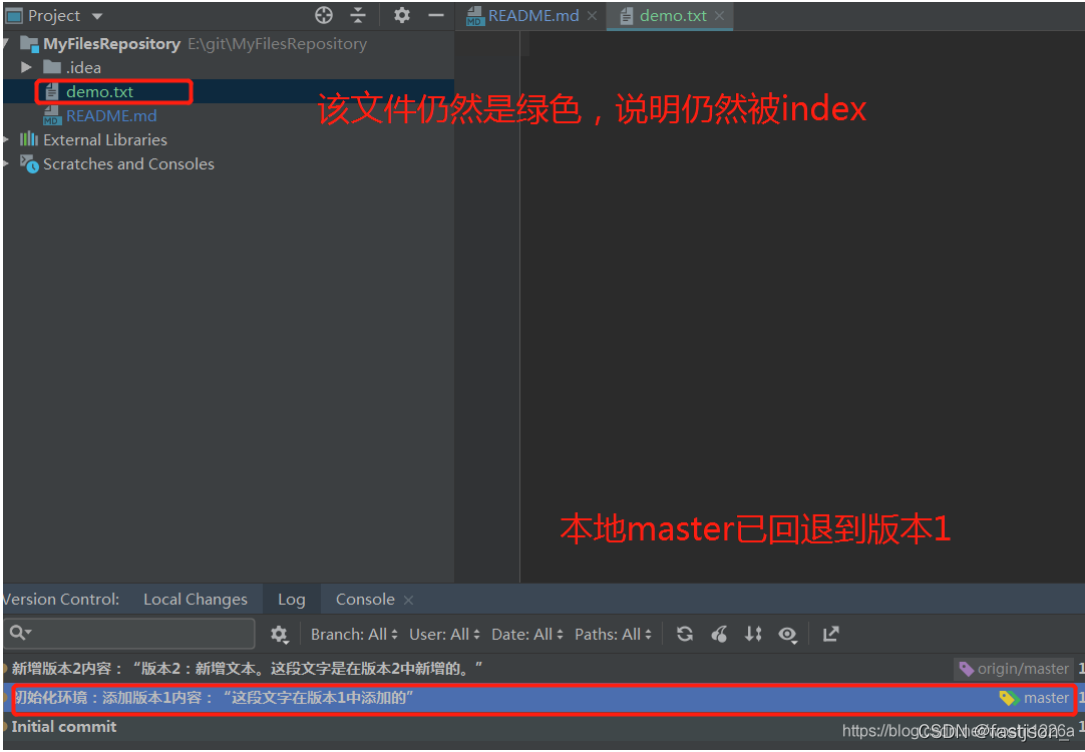 Project
README.md
demo.txt
MyFilesRepository E:\git\MyFilesRepository
.idea
demo.txt
README.md
External Libraries
Scratches and Consoles
该文件仍然是绿色，说明仍然被index
本地master已回退到版本1
Version Control: Local Changes Log Console
Branch: All User: All Date: All Paths: All
新增版本2内容：“版本2：新增文本。这段文字是在版本2中新增的。” origin/master 1
初始化环境：添加版本1内容：“这段文字在版本1中添加的” master 1
Initial commit 1
CSDN @fastjson_